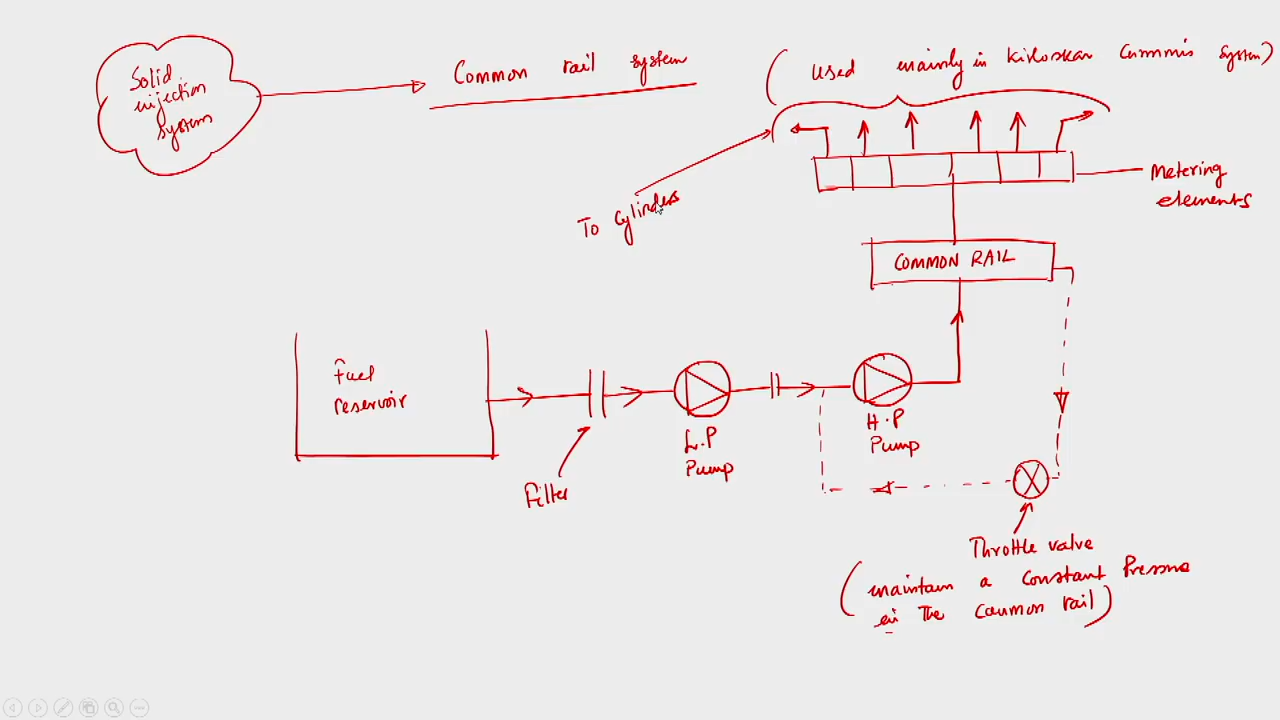 Solid
injection
system
Common rail system
(Used mainly in Kirloskar Cummis system)
To cylinders
Metering
elements
COMMON RAIL
Fuel
reservoir
Filter
L.P
Pump
H.P
Pump
Throttle valve
(maintain a constant Pressure
in the Common rail)